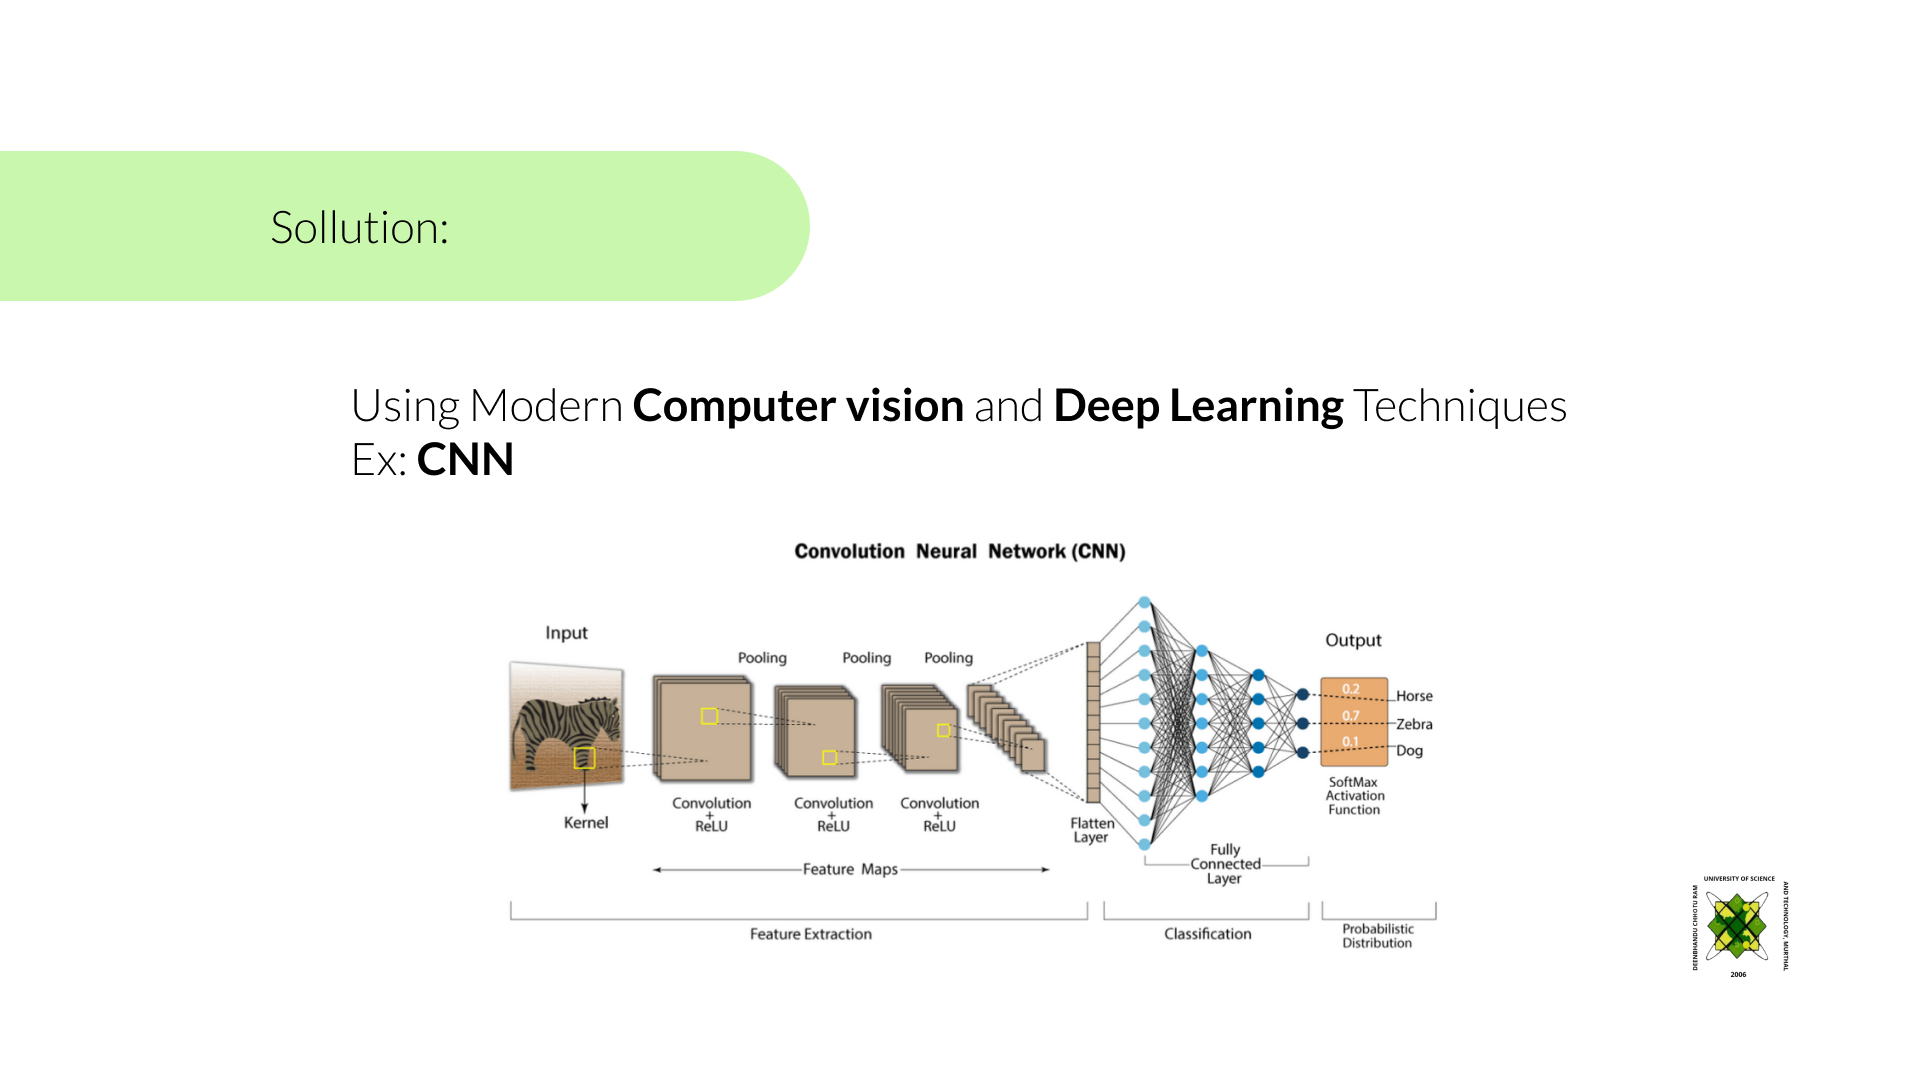 Sollution:
Using Modern Computer vision and Deep Learning Techniques
Ex: CNN
Convolution Neural Network (CNN)
Input
Output
Pooling
Pooling
Pooling
0.2
Horse
0.7
Zebra
0.1
Dog
SoftMax
Activation
Function
Kernel
Convolution
+
ReLU
Convolution
+
ReLU
Convolution
+
ReLU
Flatten
Layer
Fully
Connected
Layer
Feature Maps
Feature Extraction
Classification
Probabilistic
Distribution
DEENBHANDU CHHOTU RAM
UNIVERSITY OF SCIENCE
AND TECHNOLOGY, MURTHAL
2006